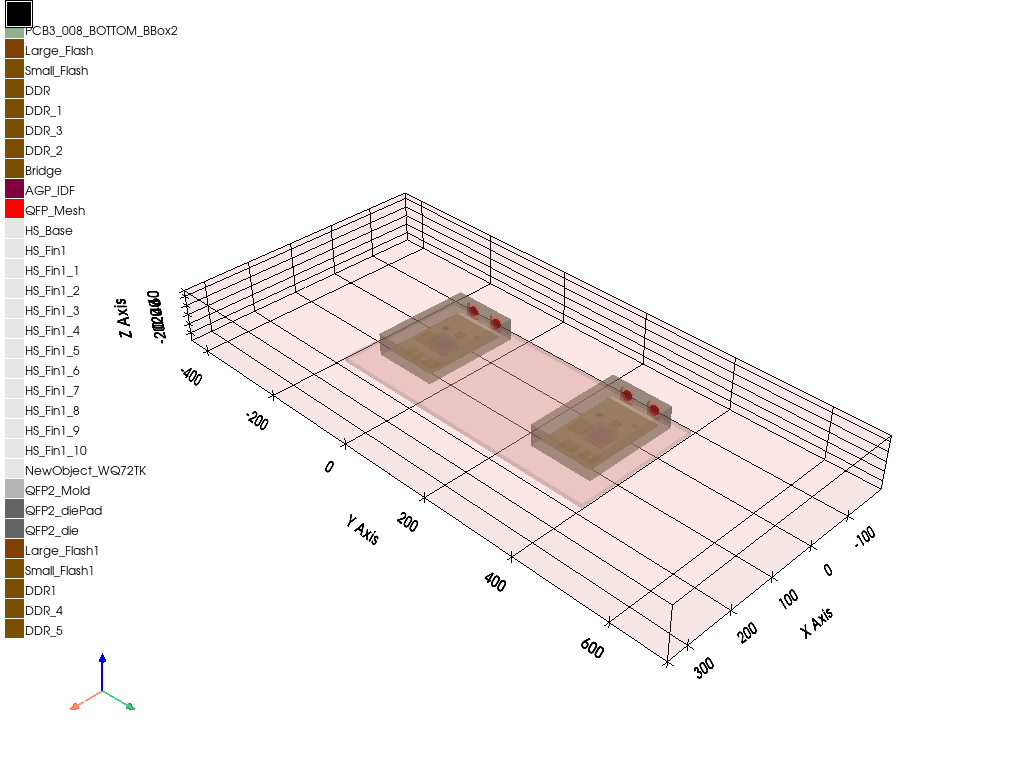 PCB3_008_BOTTOM_BBox2
Large_Flash
Small_Flash
DDR
DDR_1
DDR_3
DDR_2
Bridge
AGP_IDF
QFP_Mesh
HS_Base
HS_Fin1
HS_Fin1_1
HS_Fin1_2
HS_Fin1_3
HS_Fin1_4
HS_Fin1_5
HS_Fin1_6
HS_Fin1_7
HS_Fin1_8
HS_Fin1_9
HS_Fin1_10
NewObject_WQ72TK
QFP2_Mold
QFP2_diePad
QFP2_die
Large_Flash1
Small_Flash1
DDR1
DDR_4
DDR_5
Z Axis
-400
-200
0
200
400
600
Y Axis
300
200
100
0
-100
X Axis